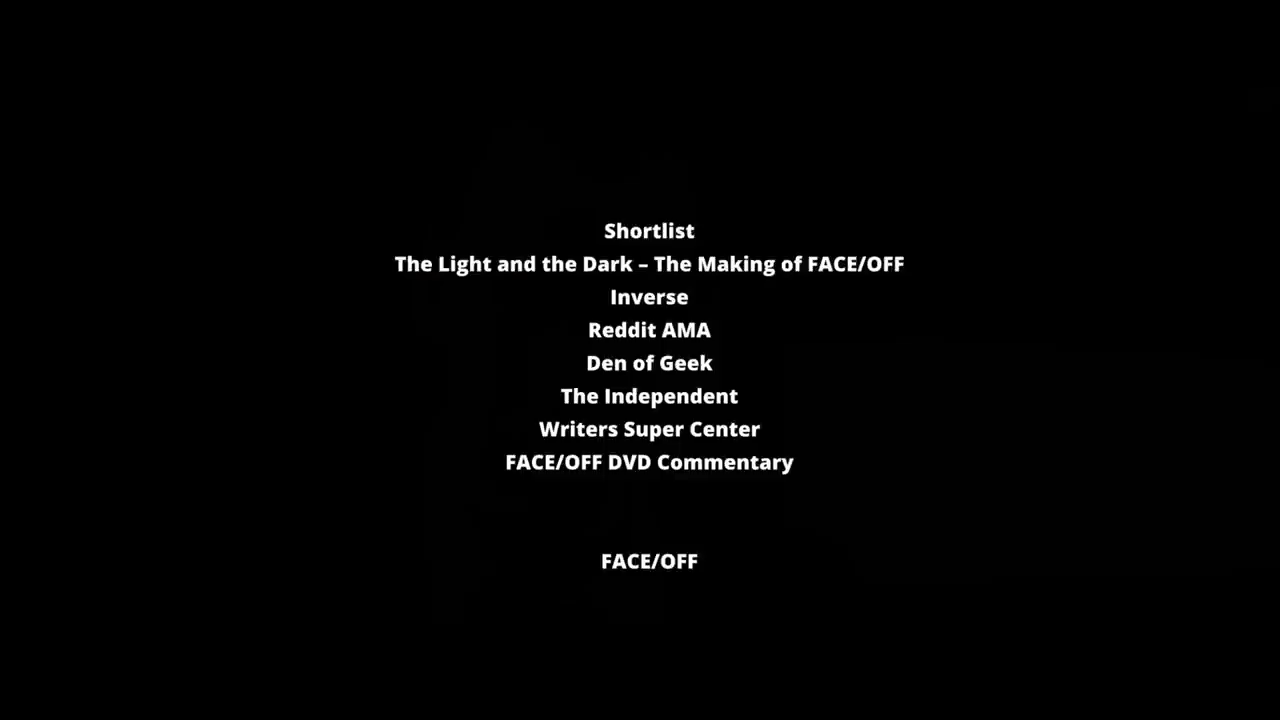 Shortlist
The Light and the Dark – The Making of FACE/OFF
Inverse
Reddit AMA
Den of Geek
The Independent
Writers Super Center
FACE/OFF DVD Commentary
FACE/OFF